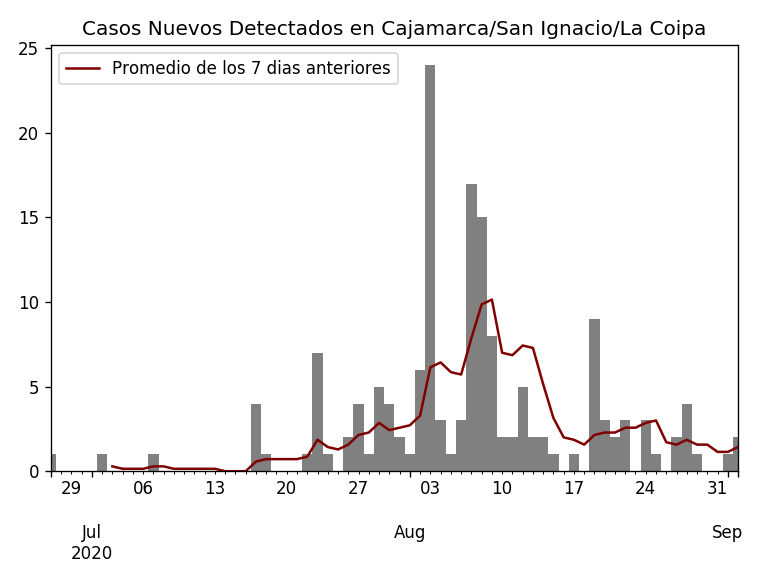 Casos Nuevos Detectados en Cajamarca/San Ignacio/La Coipa
Promedio de los 7 dias anteriores
25
20
15
10
5
0
29 06 13 20 27 03 10 17 24 31
Jul Aug Sep
2020